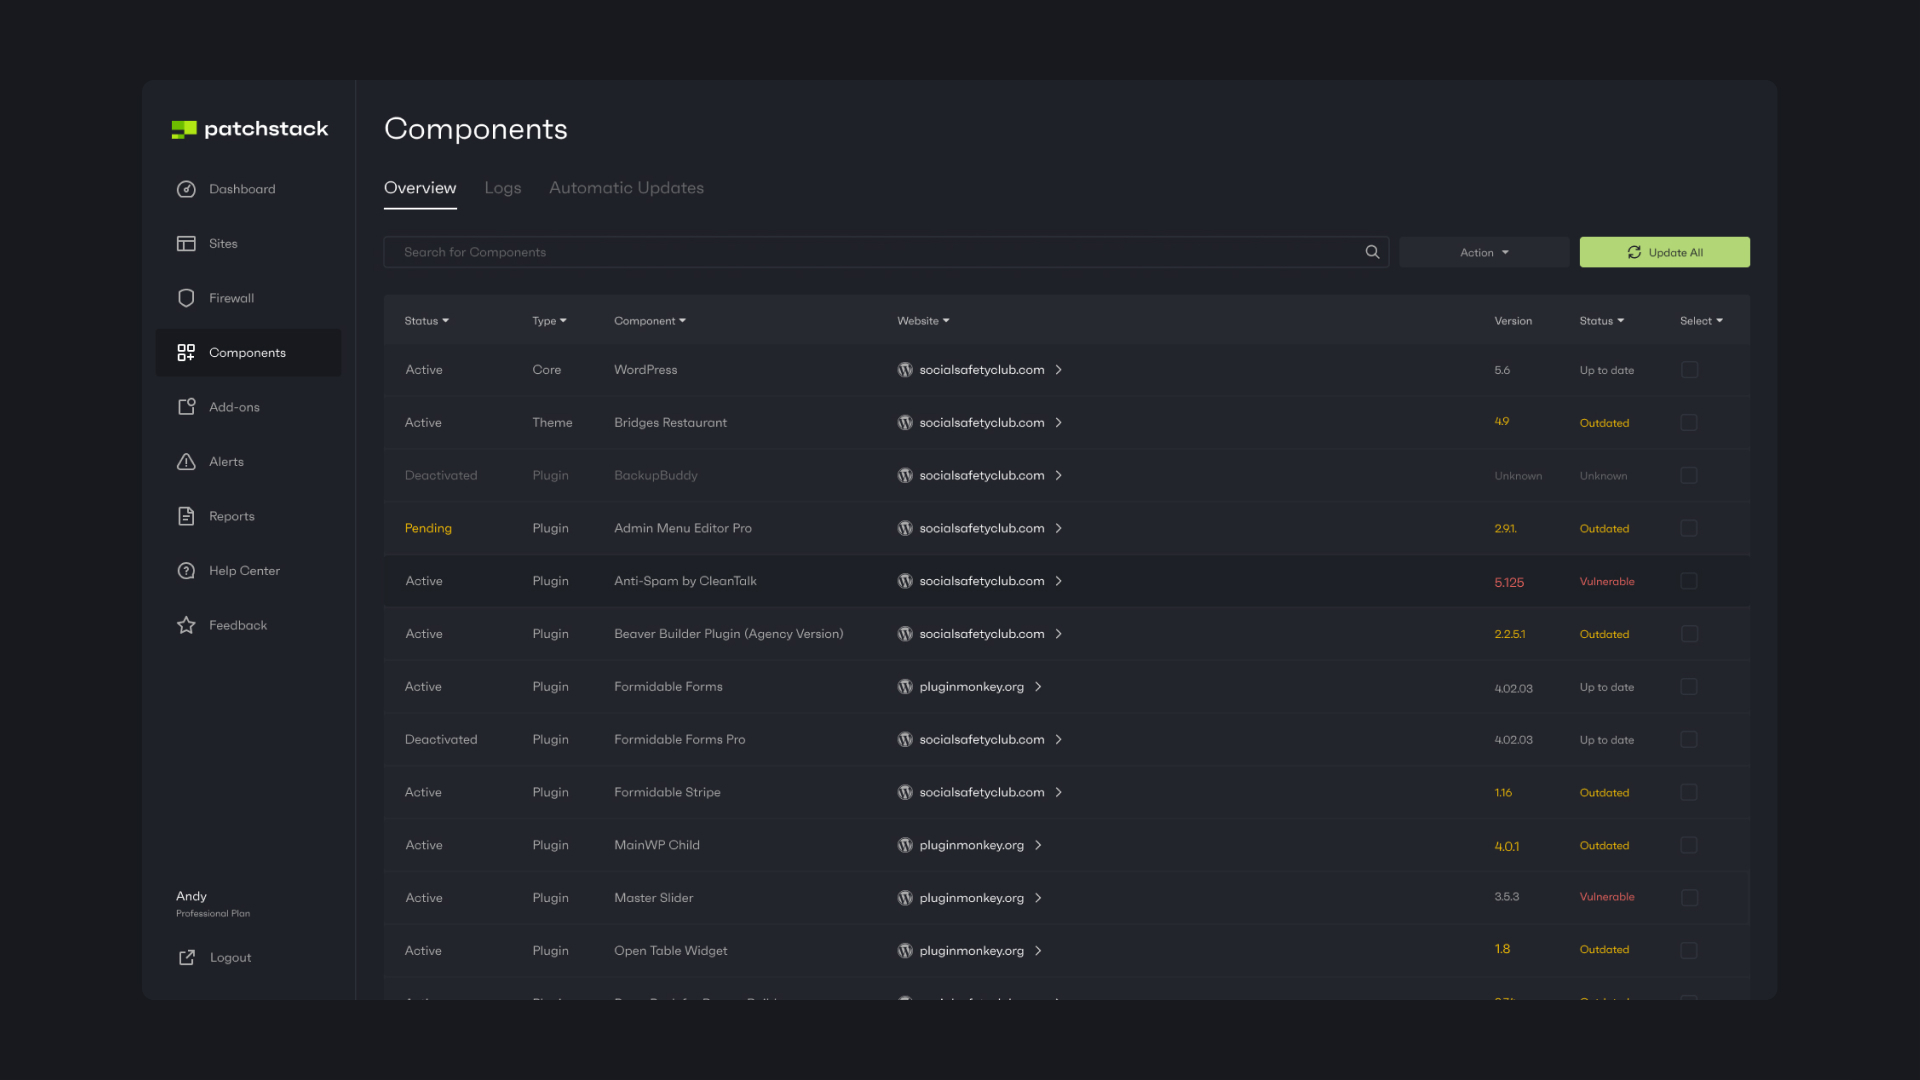 patchstack
Dashboard
Sites
Firewall
Components
Add-ons
Alerts
Reports
Help Center
Feedback
Andy
Professional Plan
Logout
Components
Overview Logs Automatic Updates
Search for Components Action Update All
Status Type Component Website Version Status Select
Active Core WordPress socialsafetyclub.com 5.6 Up to date
Active Theme Bridges Restaurant socialsafetyclub.com 4.9 Outdated
Deactivated Plugin BackupBuddy socialsafetyclub.com Unknown Unknown
Pending Plugin Admin Menu Editor Pro socialsafetyclub.com 2.9.1. Outdated
Active Plugin Anti-Spam by CleanTalk socialsafetyclub.com 5.125 Vulnerable
Active Plugin Beaver Builder Plugin (Agency Version) socialsafetyclub.com 2.2.5.1 Outdated
Active Plugin Formidable Forms pluginmonkey.org 4.02.03 Up to date
Deactivated Plugin Formidable Forms Pro socialsafetyclub.com 4.02.03 Up to date
Active Plugin Formidable Stripe socialsafetyclub.com 1.16 Outdated
Active Plugin MainWP Child pluginmonkey.org 4.0.1 Outdated
Active Plugin Master Slider pluginmonkey.org 3.5.3 Vulnerable
Active Plugin Open Table Widget pluginmonkey.org 1.8 Outdated